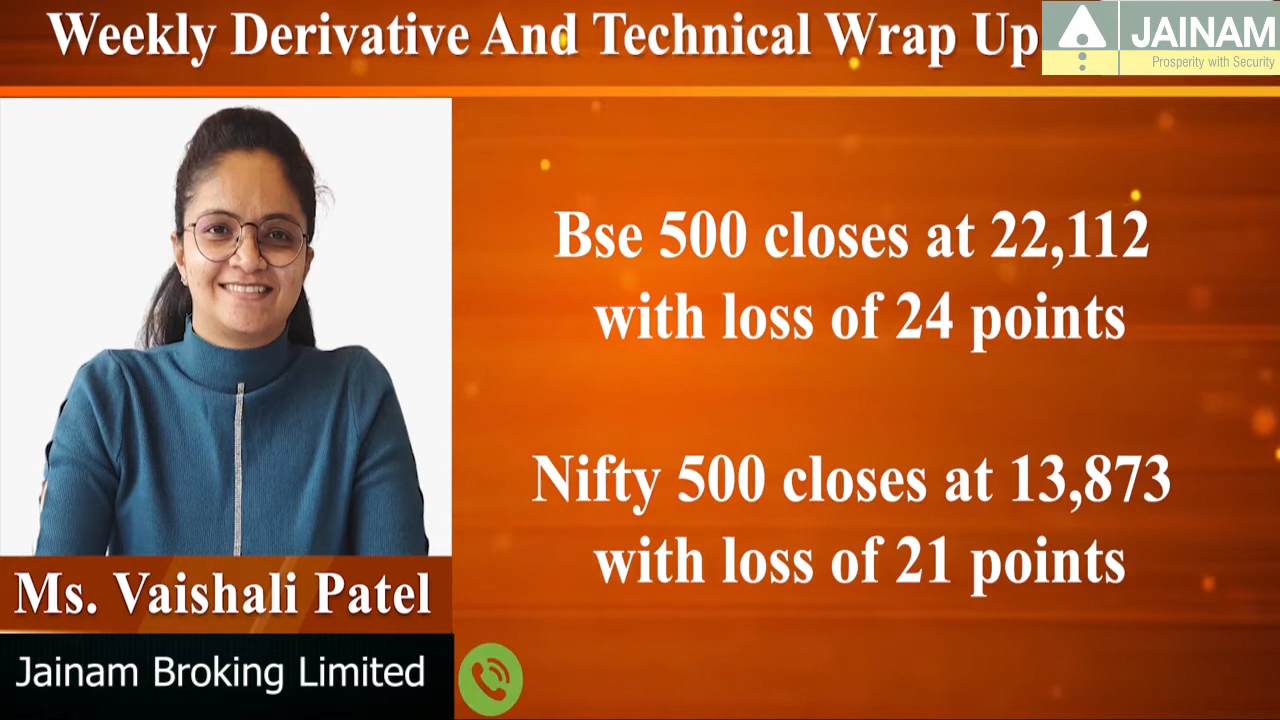 Weekly Derivative And Technical Wrap Up
JAINAM
Prosperity with Security
Bse 500 closes at 22,112
with loss of 24 points
Nifty 500 closes at 13,873
with loss of 21 points
Ms. Vaishali Patel
Jainam Broking Limited